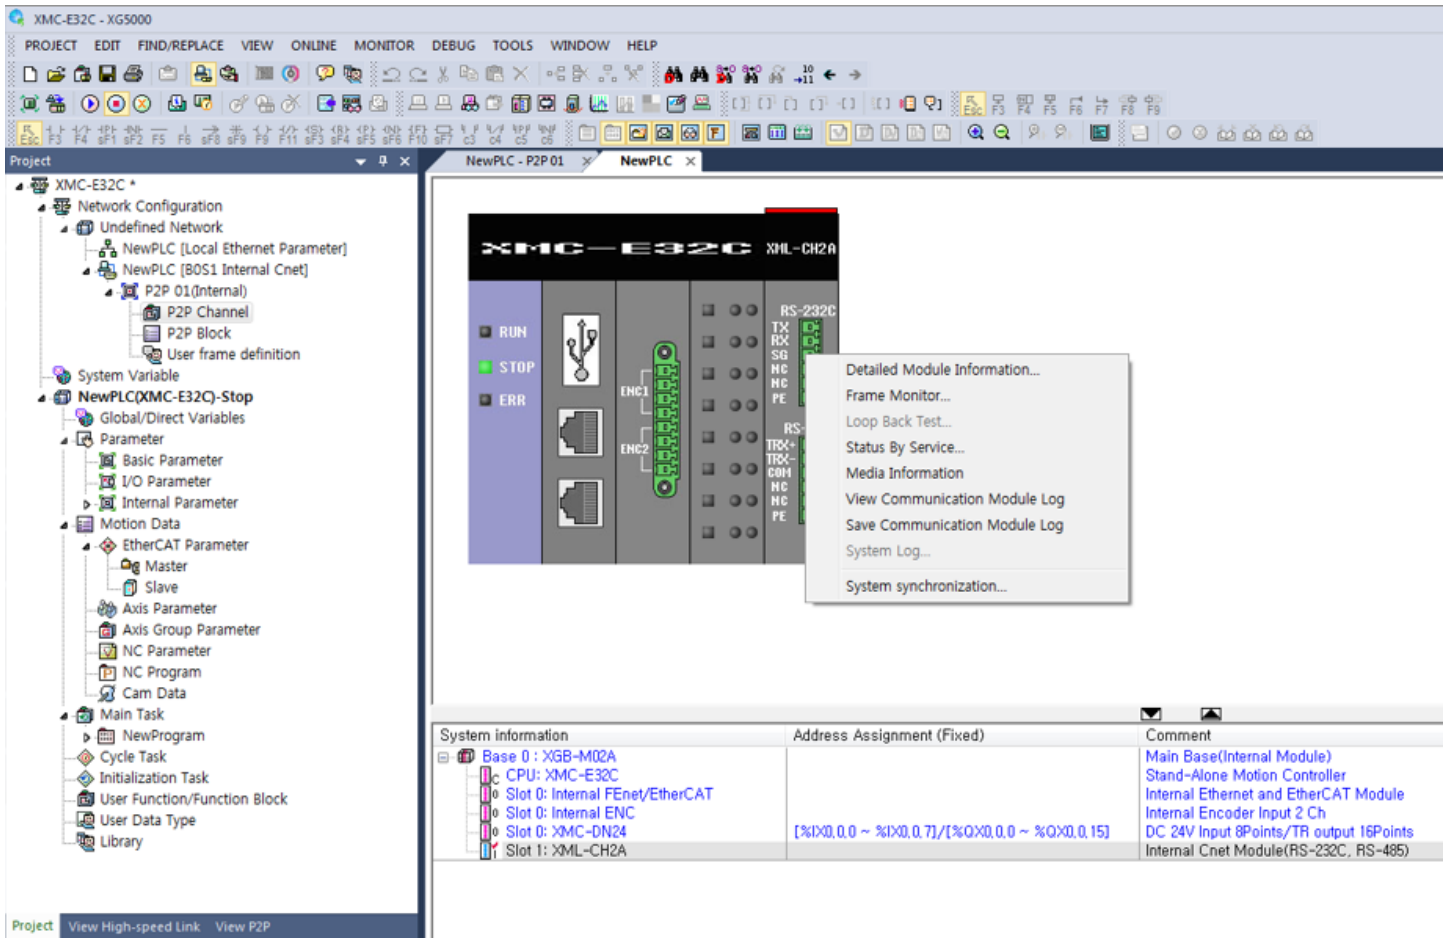 XMC-E32C - XG5000
PROJECT EDIT FIND/REPLACE VIEW ONLINE MONITOR DEBUG TOOLS WINDOW HELP
Project
NewPLC - P2P 01
NewPLC
XMC-E32C *
Network Configuration
Undefined Network
NewPLC [Local Ethernet Parameter]
NewPLC [B0S1 Internal Cnet]
P2P 01(Internal)
P2P Channel
P2P Block
User frame definition
System Variable
NewPLC(XMC-E32C)-Stop
Global/Direct Variables
Parameter
Basic Parameter
I/O Parameter
Internal Parameter
Motion Data
EtherCAT Parameter
Master
Slave
Axis Parameter
Axis Group Parameter
NC Parameter
NC Program
Cam Data
Main Task
NewProgram
Cycle Task
Initialization Task
User Function/Function Block
User Data Type
Library
Project View High-speed Link View P2P
XMC-E32C
XML-CH2A
RUN
STOP
ERR
ENC1
ENC2
RS-232C
TX
RX
SG
NC
NC
PE
RS-
TRX+
TRX-
COM
NC
NC
PE
Detailed Module Information...
Frame Monitor...
Loop Back Test...
Status By Service...
Media Information
View Communication Module Log
Save Communication Module Log
System Log...
System synchronization...
System information Address Assignment (Fixed) Comment
Base 0 : XGB-M02A Main Base(Internal Module)
CPU: XMC-E32C Stand-Alone Motion Controller
Slot 0: Internal FEnet/EtherCAT Internal Ethernet and EtherCAT Module
Slot 0: Internal ENC Internal Encoder Input 2 Ch
Slot 0: XMC-DN24 [%IX0,0,0 ~ %IX0,0,7]/[%QX0,0,0 ~ %QX0,0,15] DC 24V Input 8Points/TR output 16Points
Slot 1: XML-CH2A Internal Cnet Module(RS-232C, RS-485)